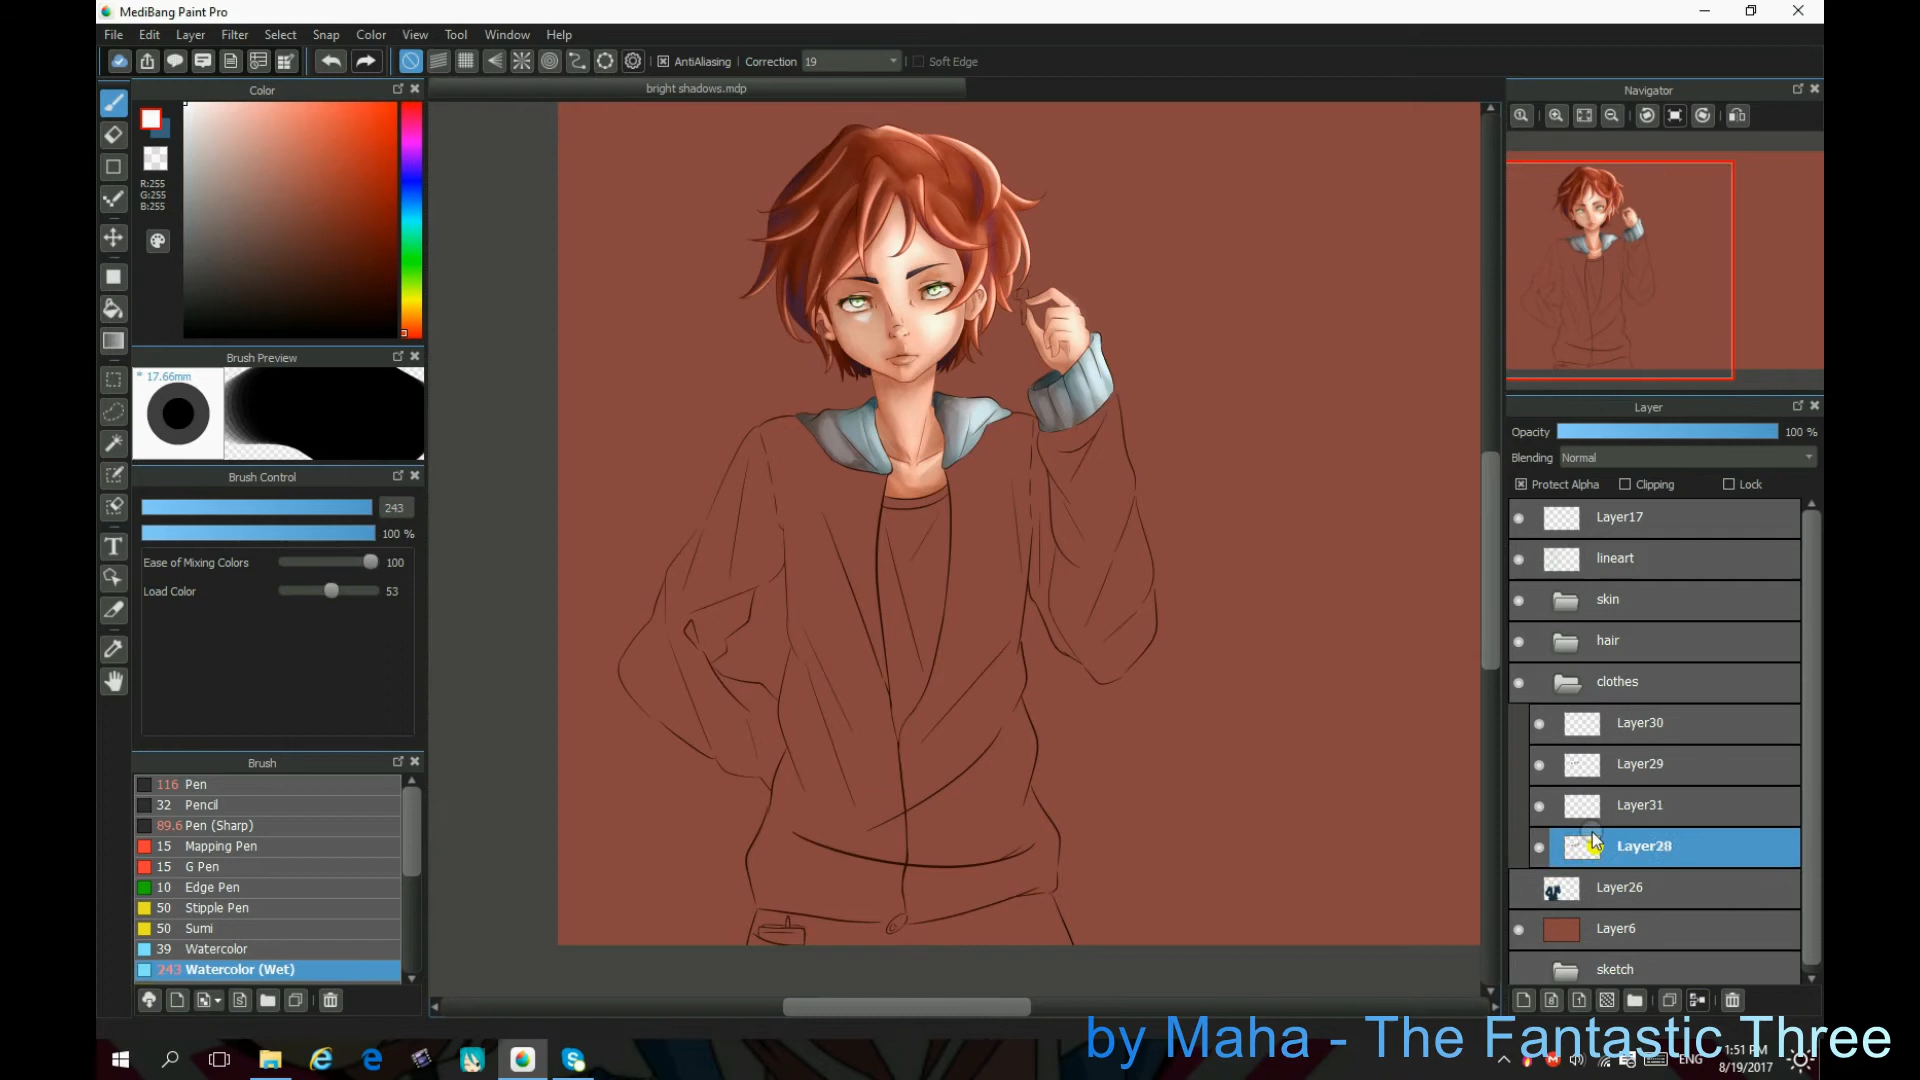 MediBang Paint Pro
File Edit Layer Filter Select Snap Color View Tool Window Help
AntiAliasing Correction 19 Soft Edge
Color
bright shadows.mdp
Navigator
R:255
G:255
B:255
Brush Preview
* 17.66mm
Layer
Opacity 100 %
Blending Normal
Protect Alpha Clipping Lock
Brush Control
243
100 %
Ease of Mixing Colors 100
Load Color 53
Layer17
lineart
skin
hair
clothes
Layer30
Layer29
Layer31
Layer28
Layer26
Layer6
sketch
Brush
116 Pen
32 Pencil
89.6 Pen (Sharp)
15 Mapping Pen
15 G Pen
10 Edge Pen
50 Stipple Pen
50 Sumi
39 Watercolor
243 Watercolor (Wet)
by Maha - The Fantastic Three
ENG
1:51 PM
8/19/2017